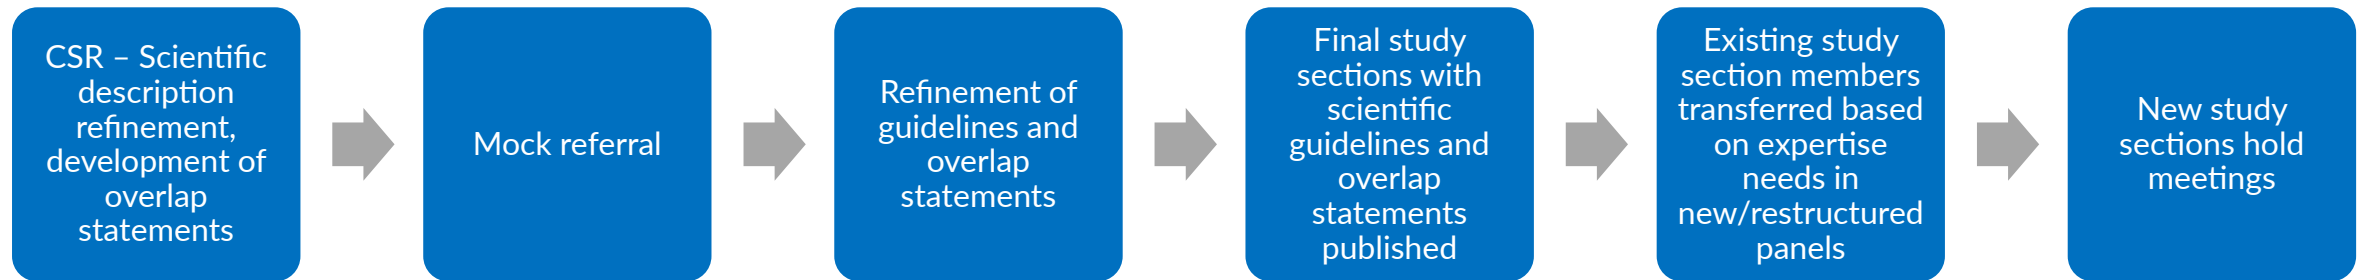 CSR – Scientific
description
refinement,
development of
overlap
statements
Mock referral
Refinement of
guidelines and
overlap
statements
Final study
sections with
scientific
guidelines and
overlap
statements
published
Existing study
section members
transferred based
on expertise
needs in
new/restructured
panels
New study
sections hold
meetings